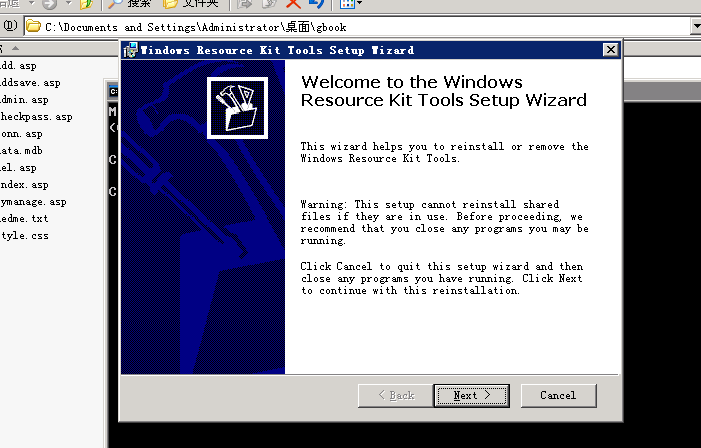 搜索
文件夹
(D)
C:\Documents and Settings\Administrator\桌面\gbook
dd.asp
ddsave.asp
dmin.asp
heckpass.asp
onn.asp
ata.mdb
el.asp
ndex.asp
ymanage.asp
edme.txt
tyle.css
Windows Resource Kit Tools Setup Wizard
Welcome to the Windows
Resource Kit Tools Setup Wizard
This wizard helps you to reinstall or remove the
Windows Resource Kit Tools.
Warning: This setup cannot reinstall shared
files if they are in use. Before proceeding, we
recommend that you close any programs you may be
running.
Click Cancel to quit this setup wizard and then
close any programs you have running. Click Next
to continue with this reinstallation.
< Back
Next >
Cancel